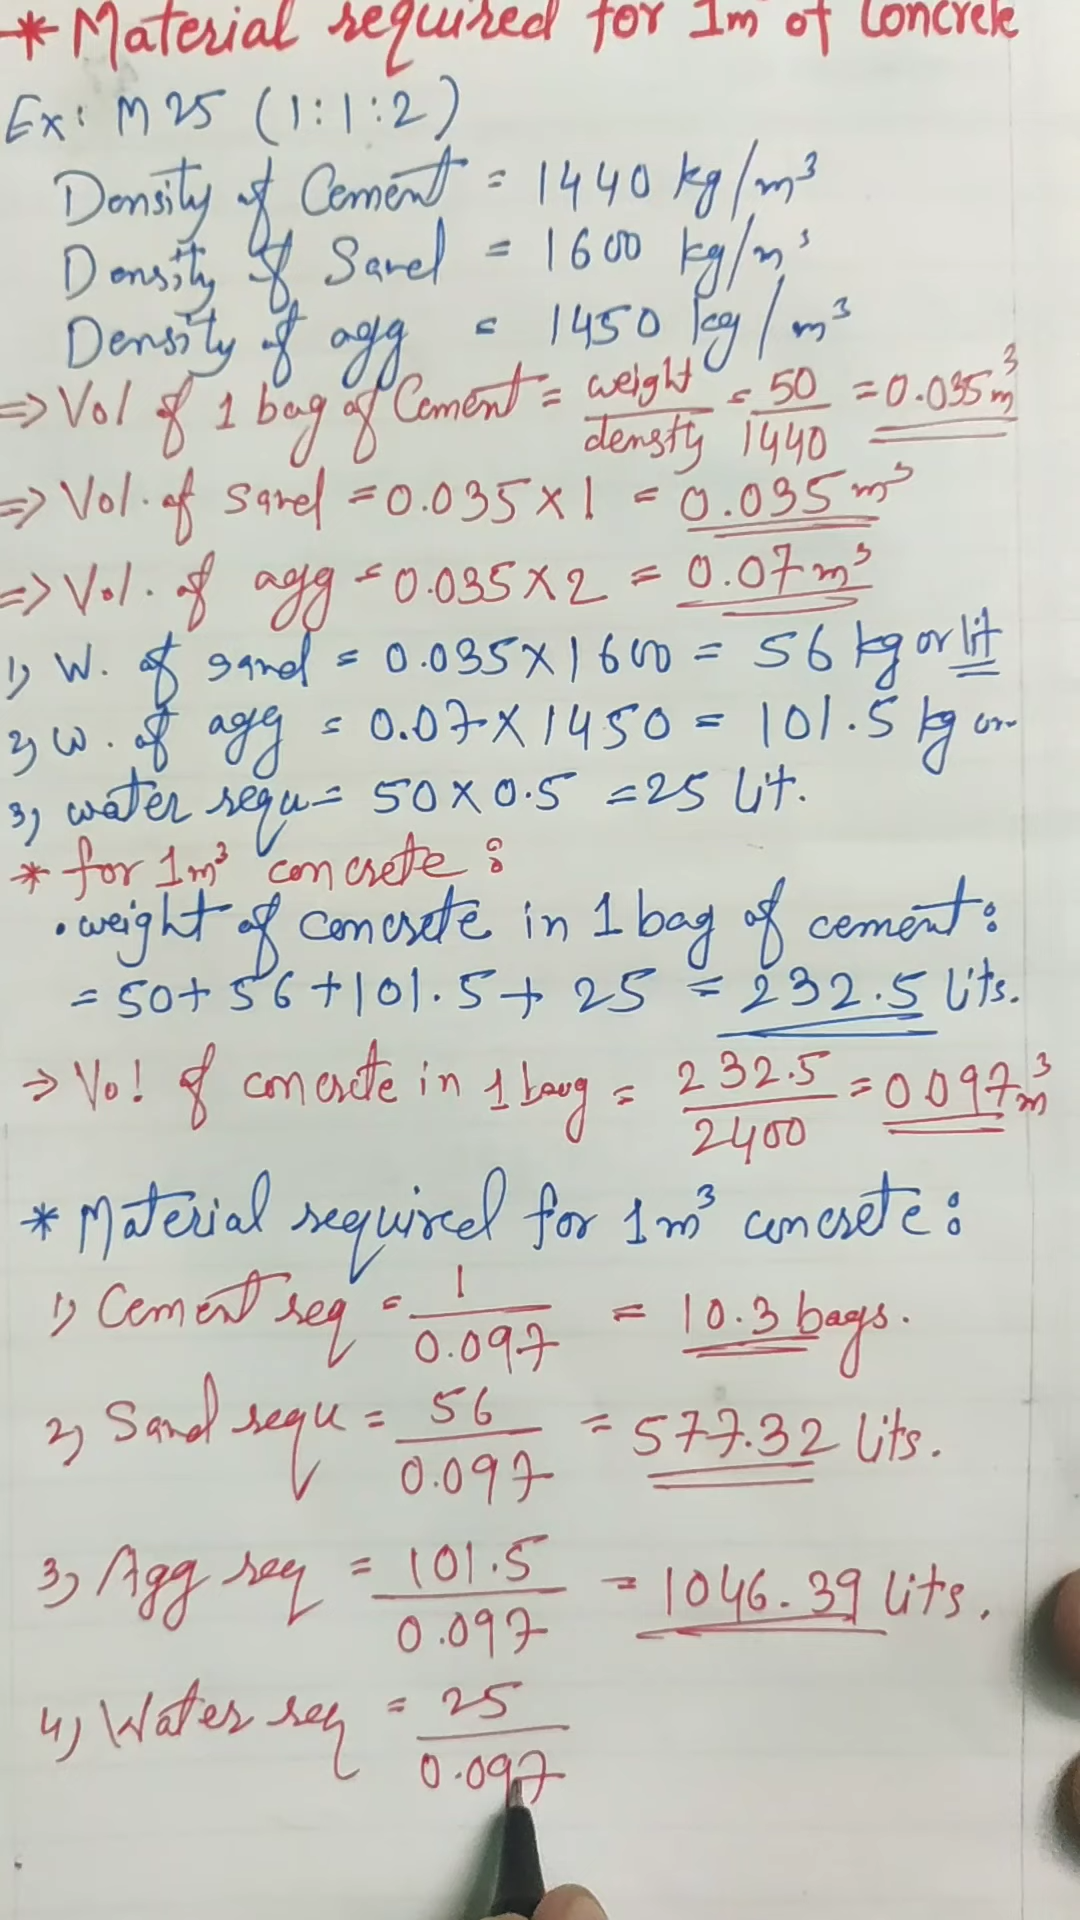 * Material required for 1m³ of Concrete
Ex: M25 (1:1:2)
Density of Cement = 1440 kg/m³
Density of Sand = 1600 kg/m³
Density of agg = 1450 kg/m³
=> Vol of 1 bag of Cement = weight/density = 50/1440 = 0.035 m³
=> Vol. of sand = 0.035 x 1 = 0.035 m³
=> Vol. of agg = 0.035 x 2 = 0.07 m³
1) W. of sand = 0.035 x 1600 = 56 kg or lit
2) W. of agg = 0.07 x 1450 = 101.5 kg or
3) water requ = 50 x 0.5 = 25 Lit.
* for 1m³ concrete :
. weight of concrete in 1 bag of cement :
= 50 + 56 + 101.5 + 25 = 232.5 Lits.
=> Vol of concrete in 1 bag = 232.5/2400 = 0.097 m³
* Material required for 1m³ concrete :
1) Cement req = 1/0.097 = 10.3 bags.
2) Sand requ = 56/0.097 = 577.32 Lits.
3) Agg req = 101.5/0.097 = 1046.39 Lits.
4) Water req = 25/0.097